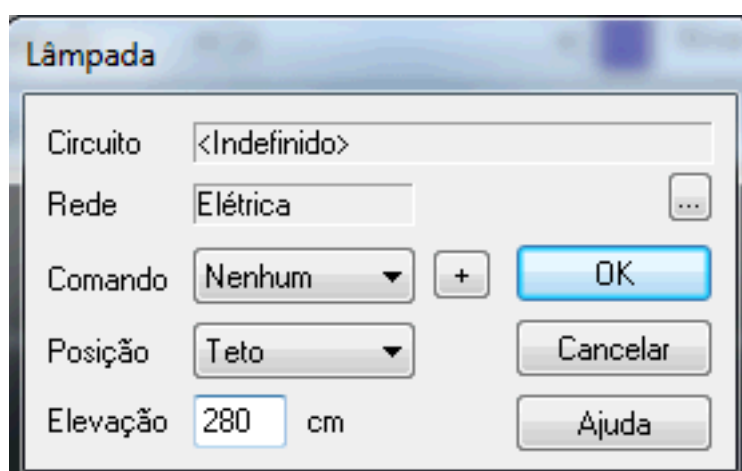 Lâmpada
Circuito <Indefinido>
Rede Elétrica ...
Comando Nenhum + OK
Posição Teto Cancelar
Elevação 280 cm Ajuda